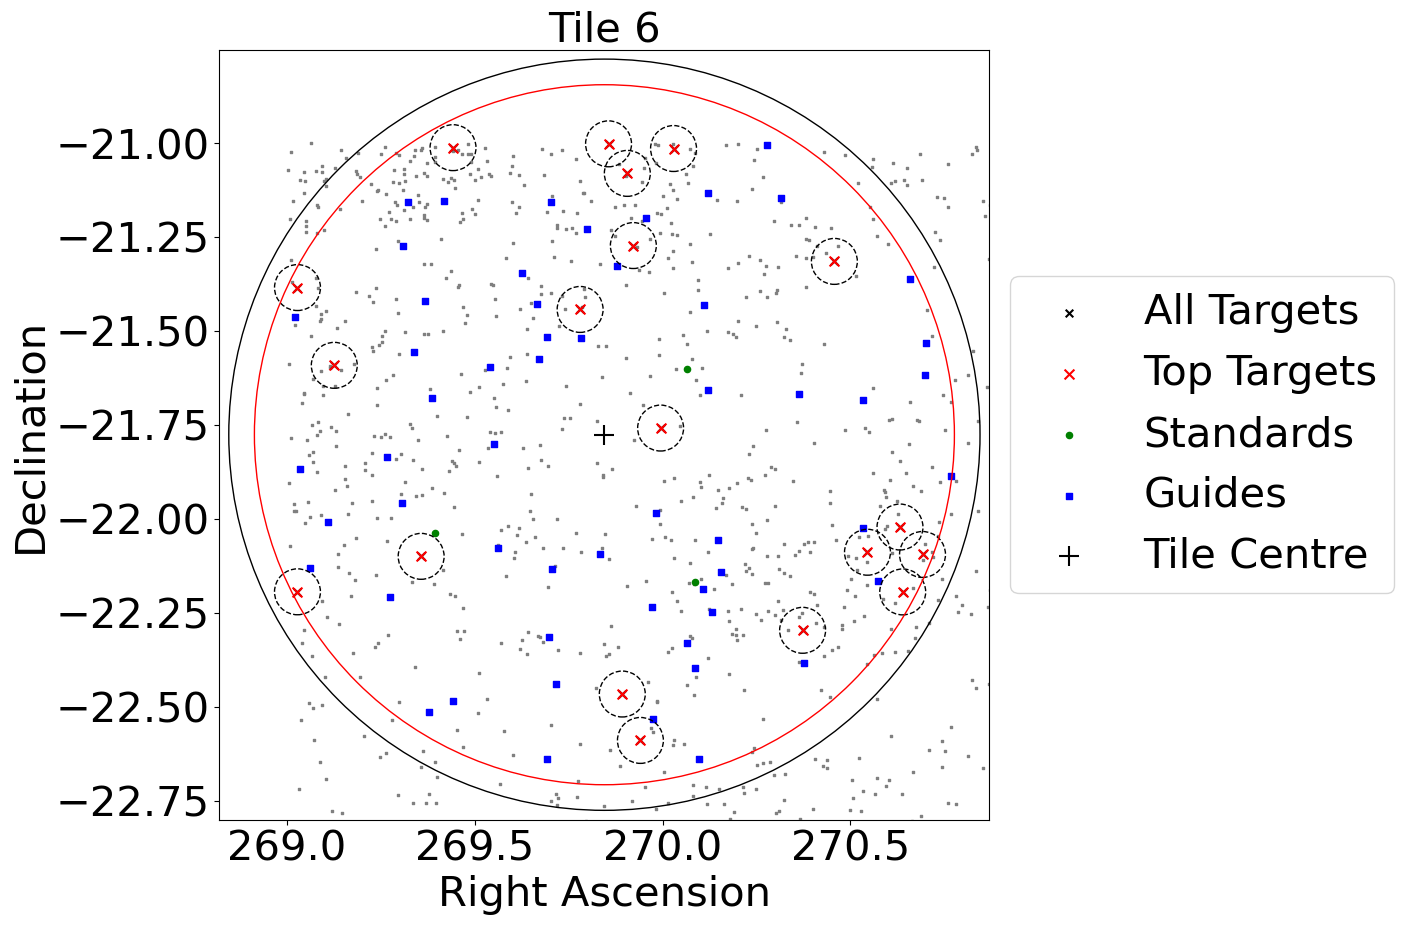 Tile 6
Declination
−21.00
−21.25
−21.50
−21.75
−22.00
−22.25
−22.50
−22.75
269.0 269.5 270.0 270.5
Right Ascension
All Targets
Top Targets
Standards
Guides
Tile Centre